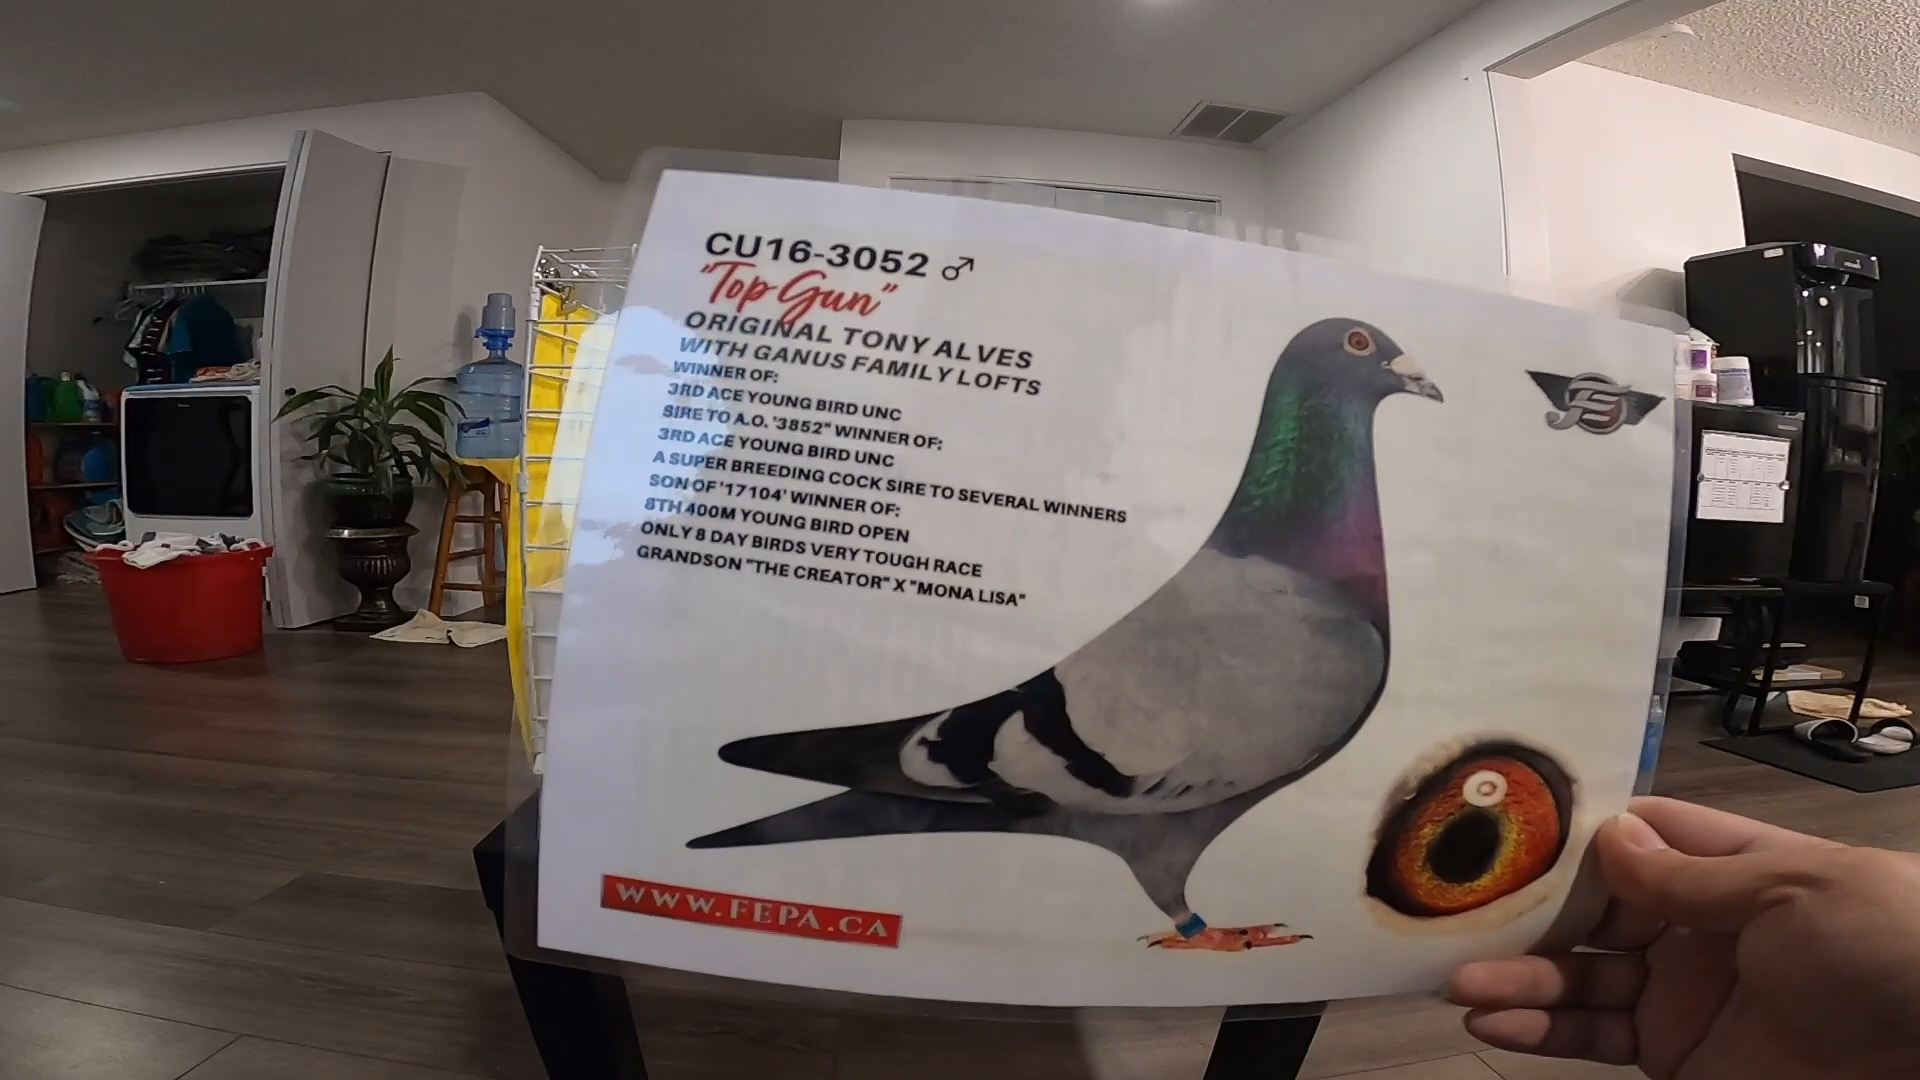 CU16-3052 ♂
"Top Gun"
ORIGINAL TONY ALVES
WITH GANUS FAMILY LOFTS
WINNER OF:
3RD ACE YOUNG BIRD UNC
SIRE TO A.O. '3852" WINNER OF:
3RD ACE YOUNG BIRD UNC
A SUPER BREEDING COCK SIRE TO SEVERAL WINNERS
SON OF '17104' WINNER OF:
8TH 400M YOUNG BIRD OPEN
ONLY 8 DAY BIRDS VERY TOUGH RACE
GRANDSON "THE CREATOR" X "MONA LISA"
WWW.FEPA.CA